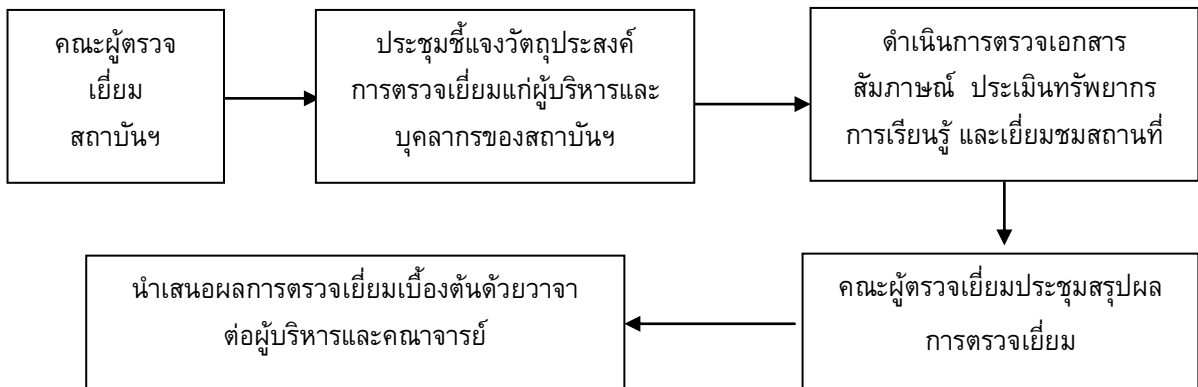 คณะผู้ตรวจ
เยี่ยม
สถาบันฯ
ประชุมชี้แจงวัตถุประสงค์
การตรวจเยี่ยมแก่ผู้บริหารและ
บุคลากรของสถาบันฯ
ดำเนินการตรวจเอกสาร
สัมภาษณ์ ประเมินทรัพยากร
การเรียนรู้ และเยี่ยมชมสถานที่
คณะผู้ตรวจเยี่ยมประชุมสรุปผล
การตรวจเยี่ยม
นำเสนอผลการตรวจเยี่ยมเบื้องต้นด้วยวาจา
ต่อผู้บริหารและคณาจารย์